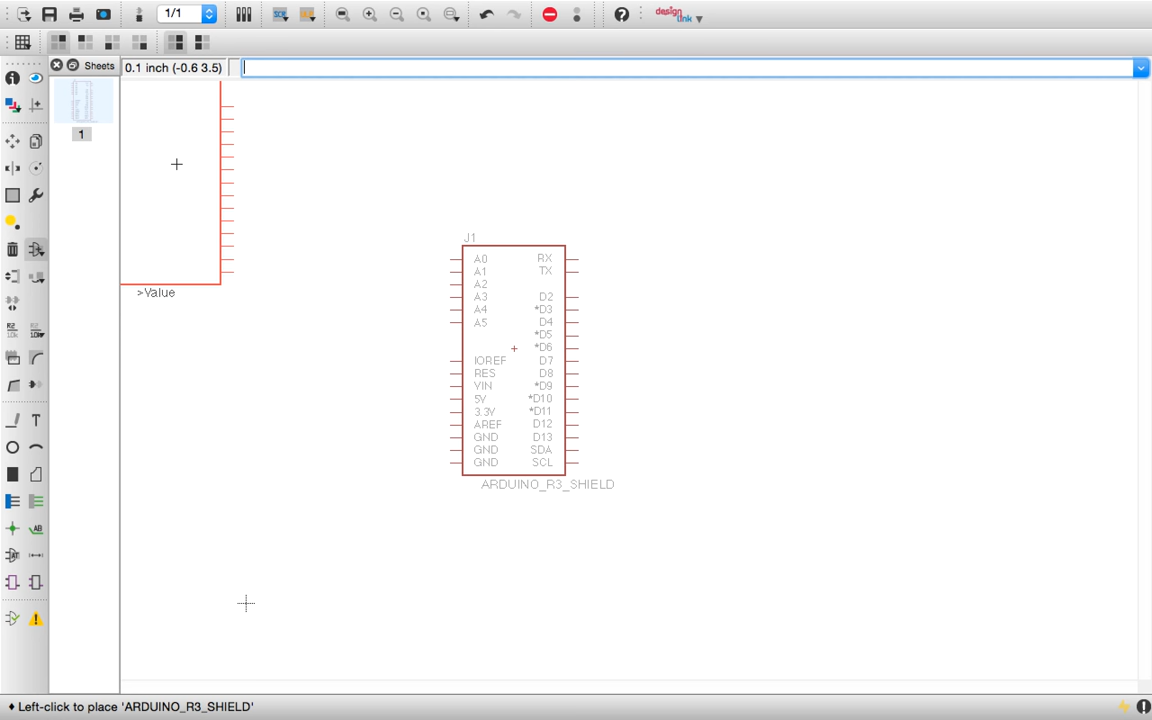 1/1
design
link
Sheets
0.1 inch (-0.6 3.5)
1
>Value
J1
A0 RX
A1 TX
A2
A3 D2
A4 *D3
A5 D4
*D5
*D6
IOREF D7
RES D8
VIN *D9
5V *D10
3.3V *D11
AREF D12
GND D13
GND SDA
GND SCL
ARDUINO_R3_SHIELD
Left-click to place 'ARDUINO_R3_SHIELD'